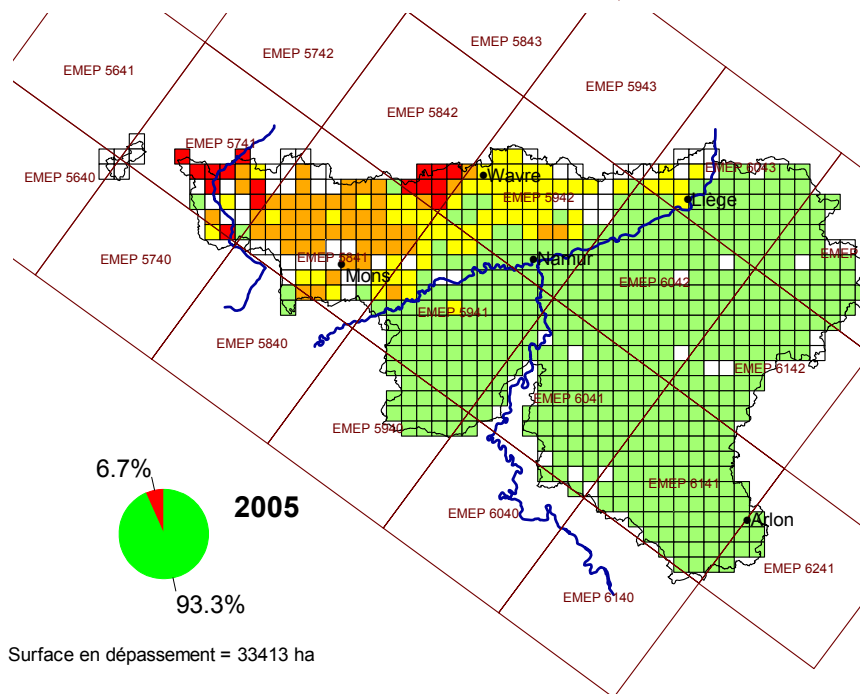 EMEP 5843
EMEP 5742
EMEP 5641
EMEP 5943
EMEP 5842
EMEP 5741
EMEP 6043
EMEP 5640
Wavre
EMEP 5942
Liège
EMEP 5740
EMEP
EMEP 5841
Namur
Mons
EMEP 6042
EMEP 5941
EMEP 5840
EMEP 6142
EMEP 6041
EMEP 5940
6.7%
EMEP 6141
2005
EMEP 6040
Arlon
EMEP 6241
93.3%
EMEP 6140
Surface en dépassement = 33413 ha